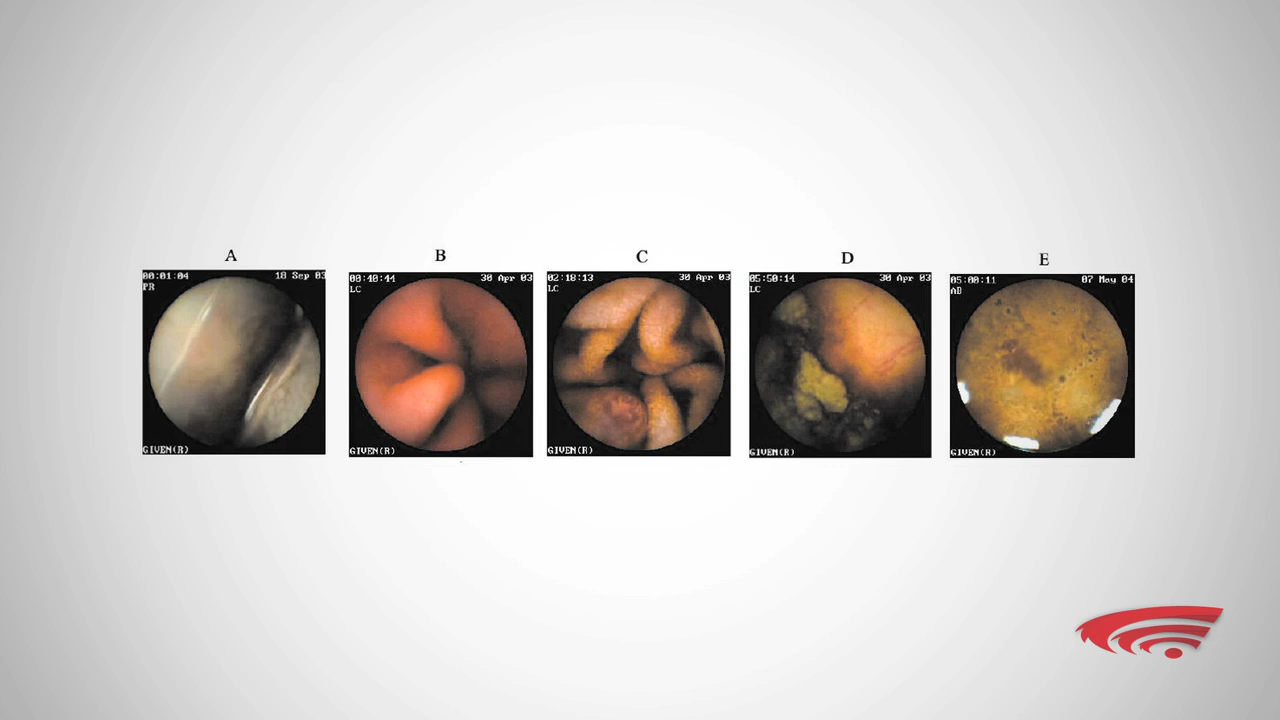 A
B
C
D
E
00:01:04 18 Sep 03
PR
GIVEN(R)
00:40:44 30 Apr 03
LC
GIVEN(R)
02:18:13 30 Apr 03
LC
GIVEN(R)
05:50:14 30 Apr 03
LC
GIVEN(R)
05:00:11 07 May 04
AB
GIVEN(R)